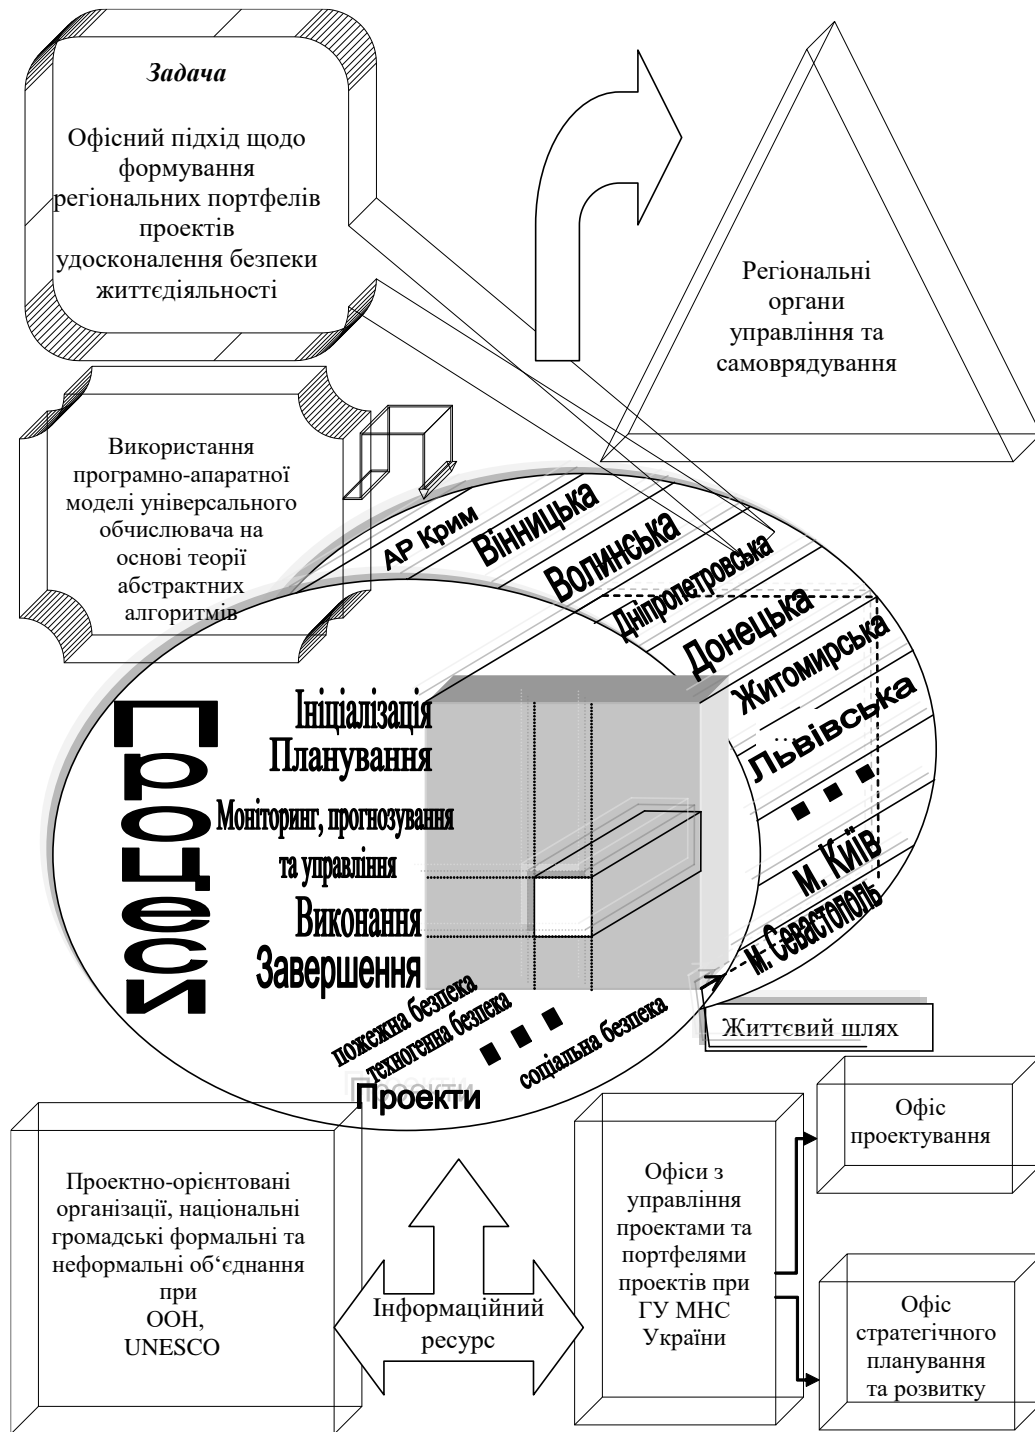 Задача
Офісний підхід щодо
формування
регіональних портфелів
проектів
удосконалення безпеки
життєдіяльності
Регіональні
органи
управління та
самоврядування
Використання
програмно-апаратної
моделі універсального
обчислювача на
основі теорії
абстрактних
алгоритмів
АР Крим
Вінницька
Волинська
Дніпропетровська
Донецька
Житомирська
...
Львівська
м. Київ
м. Севастополь
Процеси
Ініціалізація
Планування
Моніторинг, прогнозування
та управління
Виконання
Завершення
пожежна безпека
техногенна безпека
соціальна безпека
Проекти
Життєвий шлях
Проектно-орієнтовані
організації, національні
громадські формальні та
неформальні об‘єднання
при
ООН,
UNESCO
Інформаційний
ресурс
Офіси з
управління
проектами та
портфелями
проектів при
ГУ МНС
України
Офіс
проектування
Офіс
стратегічного
планування
та розвитку